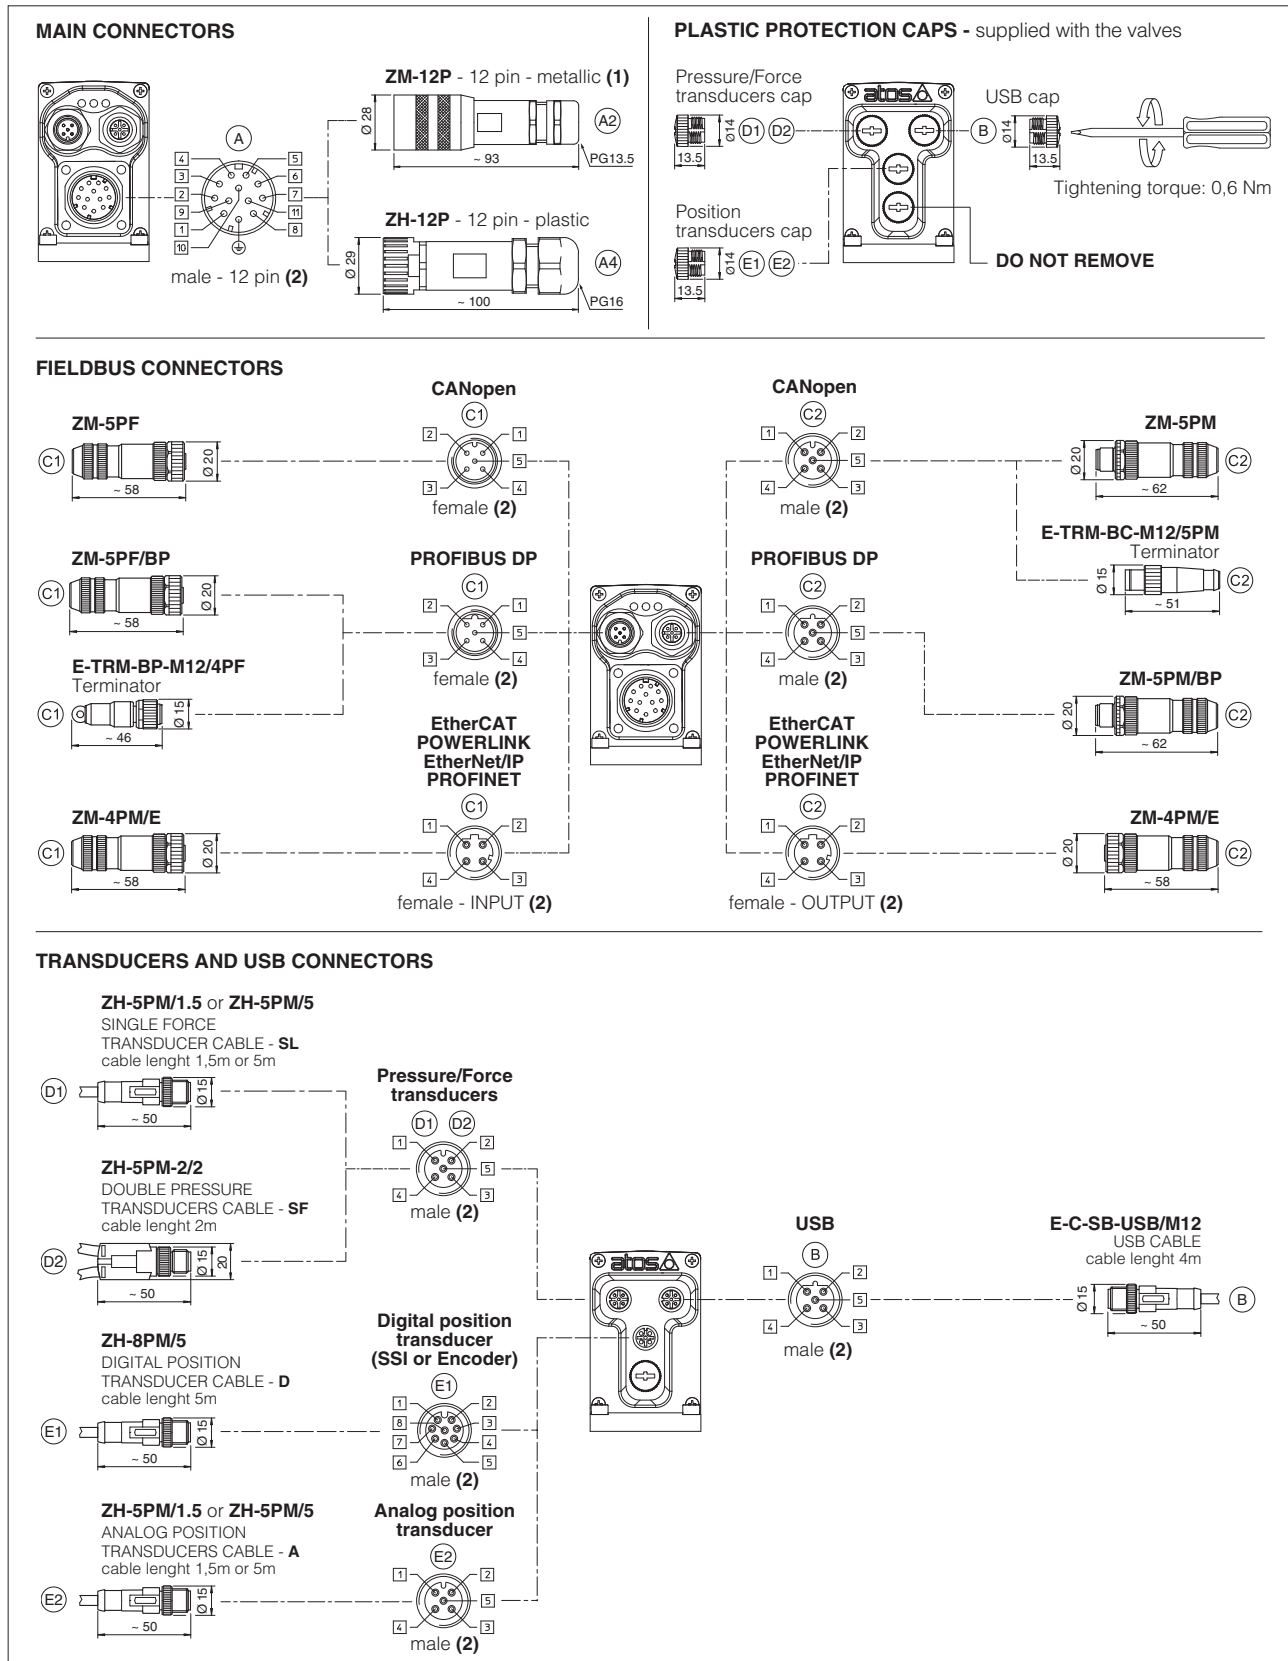 MAIN CONNECTORS
ZM-12P - 12 pin - metallic (1)
Ø 28
A2
~ 93
PG13.5
A
4
3
2
9
1
10
5
6
7
11
8
male - 12 pin (2)
ZH-12P - 12 pin - plastic
Ø 29
A4
~ 100
PG16
PLASTIC PROTECTION CAPS - supplied with the valves
Pressure/Force
transducers cap
Ø14
D1 D2
13.5
atos
B
USB cap
Ø14
13.5
Tightening torque: 0,6 Nm
Position
transducers cap
Ø14
E1 E2
13.5
DO NOT REMOVE
FIELDBUS CONNECTORS
ZM-5PF
C1
Ø 20
~ 58
CANopen
C1
2
1
5
3
4
female (2)
CANopen
C2
1
2
5
4
3
male (2)
ZM-5PM
Ø 20
C2
~ 62
E-TRM-BC-M12/5PM
Terminator
Ø 15
C2
~ 51
ZM-5PF/BP
C1
Ø 20
~ 58
E-TRM-BP-M12/4PF
Terminator
C1
Ø 15
~ 46
PROFIBUS DP
C1
2
1
5
3
4
female (2)
PROFIBUS DP
C2
1
2
5
4
3
male (2)
ZM-5PM/BP
Ø 20
C2
~ 62
EtherCAT
POWERLINK
EtherNet/IP
PROFINET
C1
1
2
4
3
female - INPUT (2)
EtherCAT
POWERLINK
EtherNet/IP
PROFINET
C2
1
2
4
3
female - OUTPUT (2)
ZM-4PM/E
C1
Ø 20
~ 58
ZM-4PM/E
Ø 20
C2
~ 58
TRANSDUCERS AND USB CONNECTORS
ZH-5PM/1.5 or ZH-5PM/5
SINGLE FORCE
TRANSDUCER CABLE - SL
cable lenght 1,5m or 5m
D1
Ø 15
~ 50
ZH-5PM-2/2
DOUBLE PRESSURE
TRANSDUCERS CABLE - SF
cable lenght 2m
D2
Ø 15
20
~ 50
Pressure/Force
transducers
D1 D2
1
2
5
4
3
male (2)
ZH-8PM/5
DIGITAL POSITION
TRANSDUCER CABLE - D
cable lenght 5m
E1
Ø 15
~ 50
Digital position
transducer
(SSI or Encoder)
E1
1
2
8
3
7
4
6
5
male (2)
ZH-5PM/1.5 or ZH-5PM/5
ANALOG POSITION
TRANSDUCERS CABLE - A
cable lenght 1,5m or 5m
E2
Ø 15
~ 50
Analog position
transducer
E2
1
2
5
4
3
male (2)
atos
USB
B
1
2
5
4
3
male (2)
E-C-SB-USB/M12
USB CABLE
cable lenght 4m
Ø 15
B
~ 50